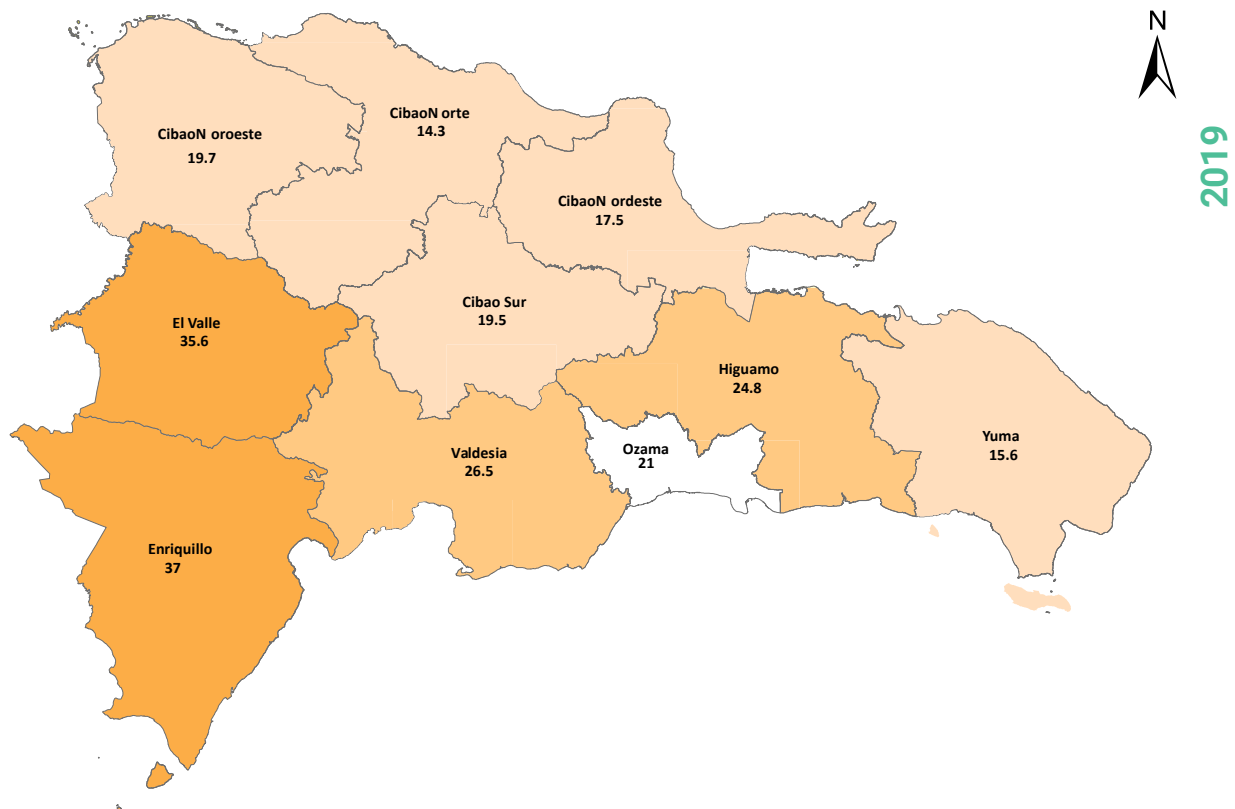 N
2019
CibaoN orte
14.3
CibaoN oroeste
19.7
CibaoN ordeste
17.5
Cibao Sur
19.5
El Valle
35.6
Higuamo
24.8
Yuma
15.6
Ozama
21
Valdesia
26.5
Enriquillo
37